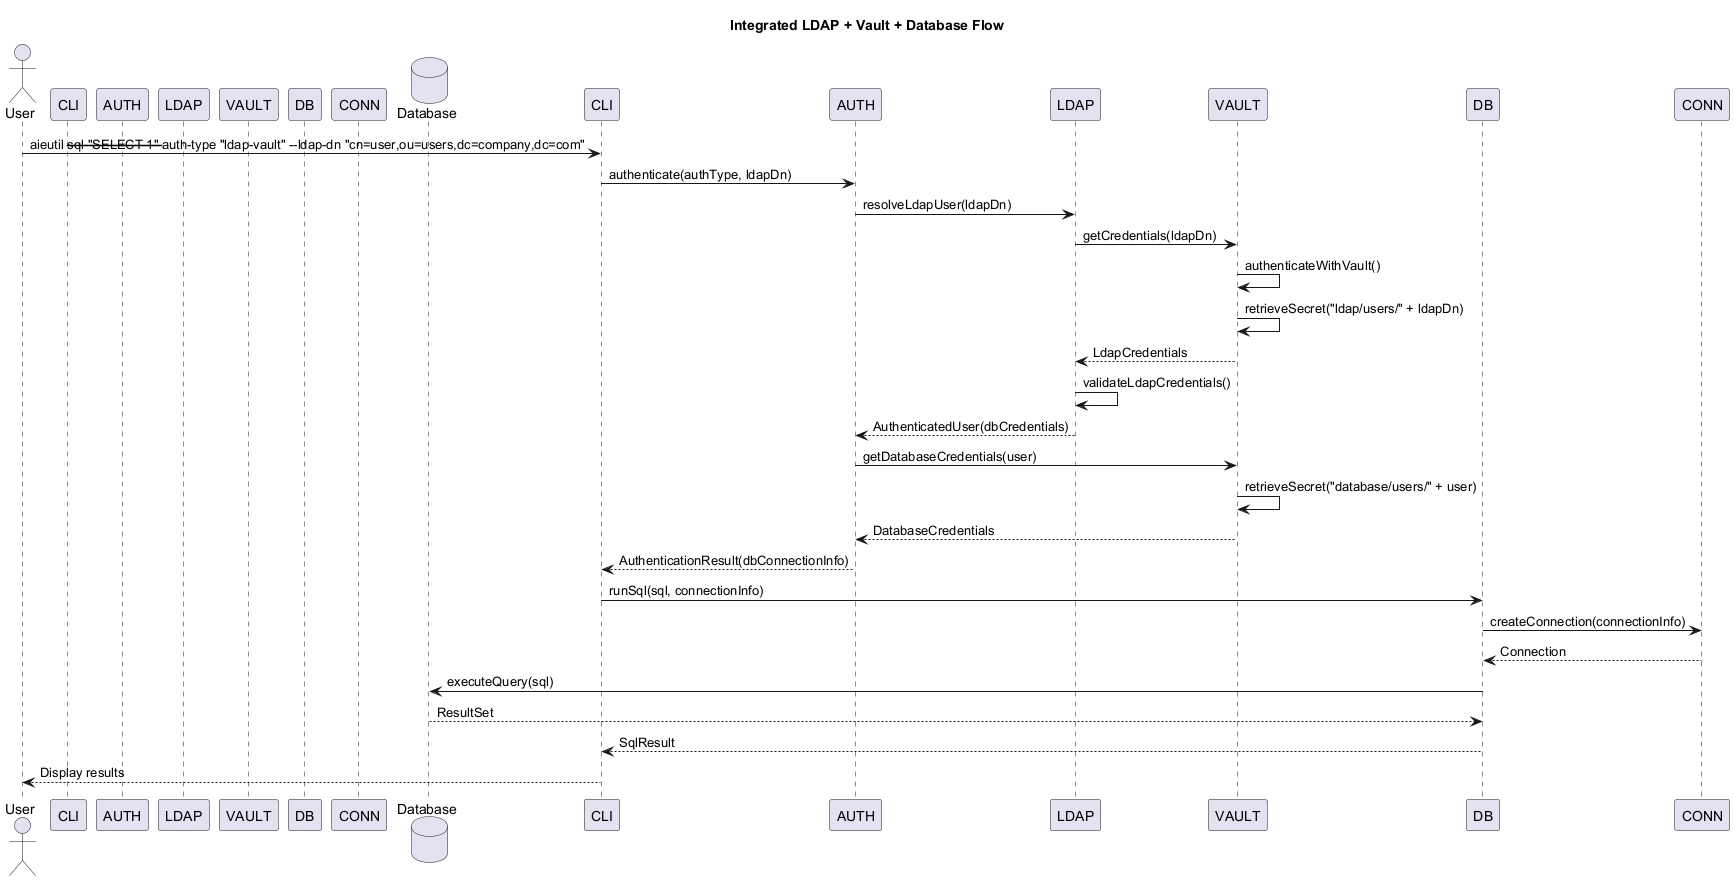 Integrated LDAP + Vault + Database Flow
User CLI AUTH LDAP VAULT DB CONN Database CLI AUTH LDAP VAULT DB CONN
aieutil sql "SELECT 1" auth-type "ldap-vault" --ldap-dn "cn=user,ou=users,dc=company,dc=com"
authenticate(authType, ldapDn)
resolveLdapUser(ldapDn)
getCredentials(ldapDn)
authenticateWithVault()
retrieveSecret("ldap/users/" + ldapDn)
LdapCredentials
validateLdapCredentials()
AuthenticatedUser(dbCredentials)
getDatabaseCredentials(user)
retrieveSecret("database/users/" + user)
DatabaseCredentials
AuthenticationResult(dbConnectionInfo)
runSql(sql, connectionInfo)
createConnection(connectionInfo)
Connection
executeQuery(sql)
ResultSet
SqlResult
Display results
User CLI AUTH LDAP VAULT DB CONN Database CLI AUTH LDAP VAULT DB CONN